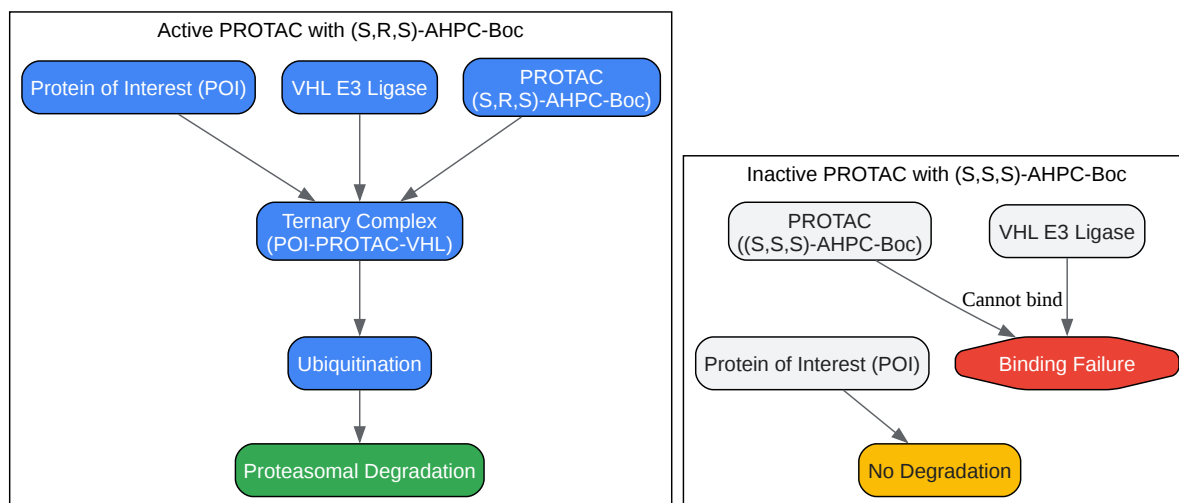 Active PROTAC with (S,R,S)-AHPC-Boc
Protein of Interest (POI)
VHL E3 Ligase
PROTAC
(S,R,S)-AHPC-Boc)
Ternary Complex
(POI-PROTAC-VHL)
Ubiquitination
Proteasomal Degradation
Inactive PROTAC with (S,S,S)-AHPC-Boc
PROTAC
((S,S,S)-AHPC-Boc)
VHL E3 Ligase
Cannot bind
Protein of Interest (POI)
Binding Failure
No Degradation